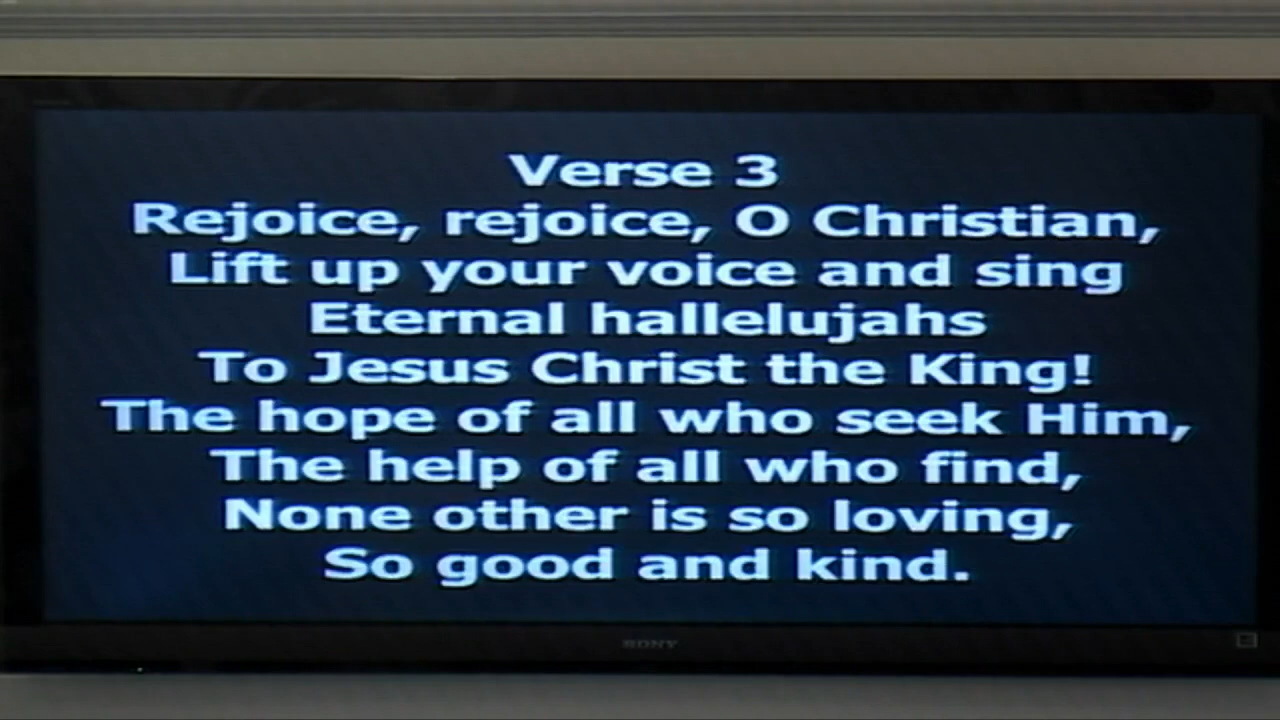 Verse 3
Rejoice, rejoice, O Christian,
Lift up your voice and sing
Eternal hallelujahs
To Jesus Christ the King!
The hope of all who seek Him,
The help of all who find,
None other is so loving,
So good and kind.
SONY